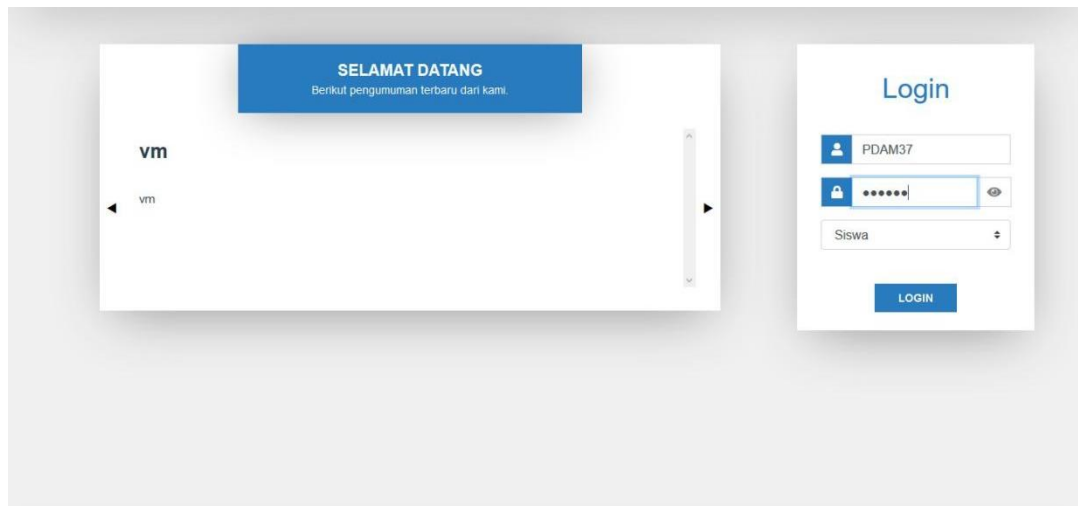 SELAMAT DATANG
Berikut pengumuman terbaru dari kami.
vm
vm
Login
PDAM37
••••••
Siswa
LOGIN